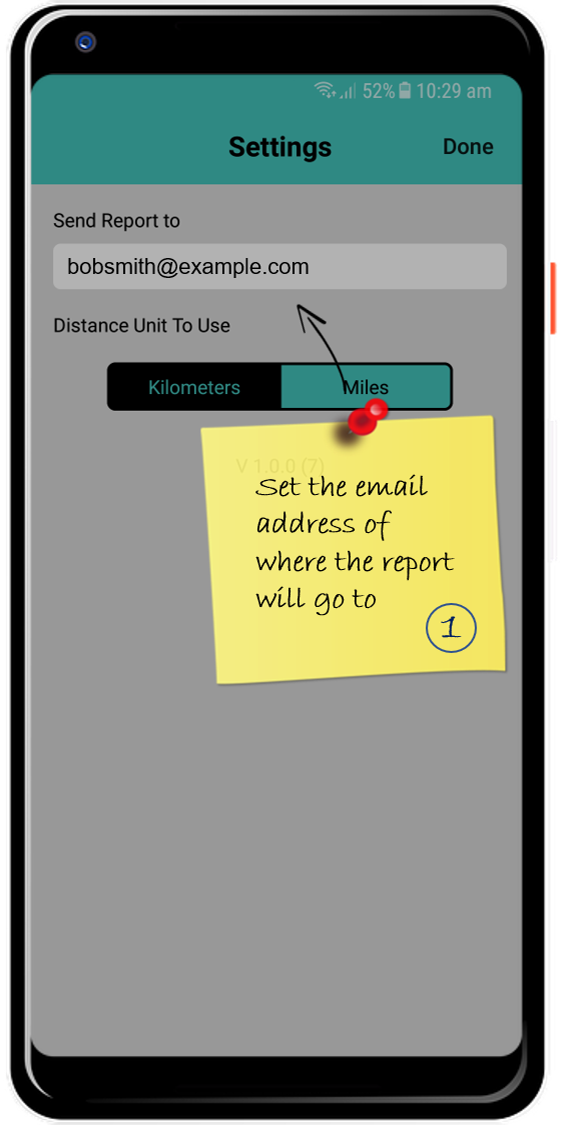 52% 10:29 am
Settings Done
Send Report to
bobsmith@example.com
Distance Unit To Use
Kilometers Miles
V 1.0.0 (7)
Set the email
address of
where the report
will go to
1